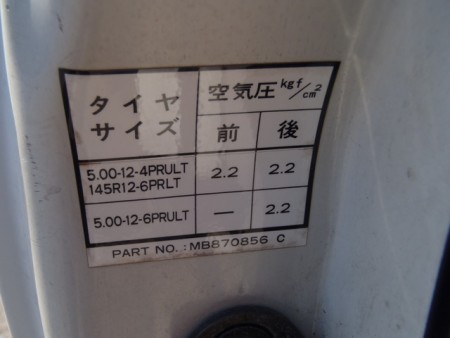 タイヤ
サイズ
空気圧 kgf/cm²
前 後
5.00-12-4PRULT
145R12-6PRLT
2.2 2.2
5.00-12-6PRULT — 2.2
PART NO.:MB870856 C